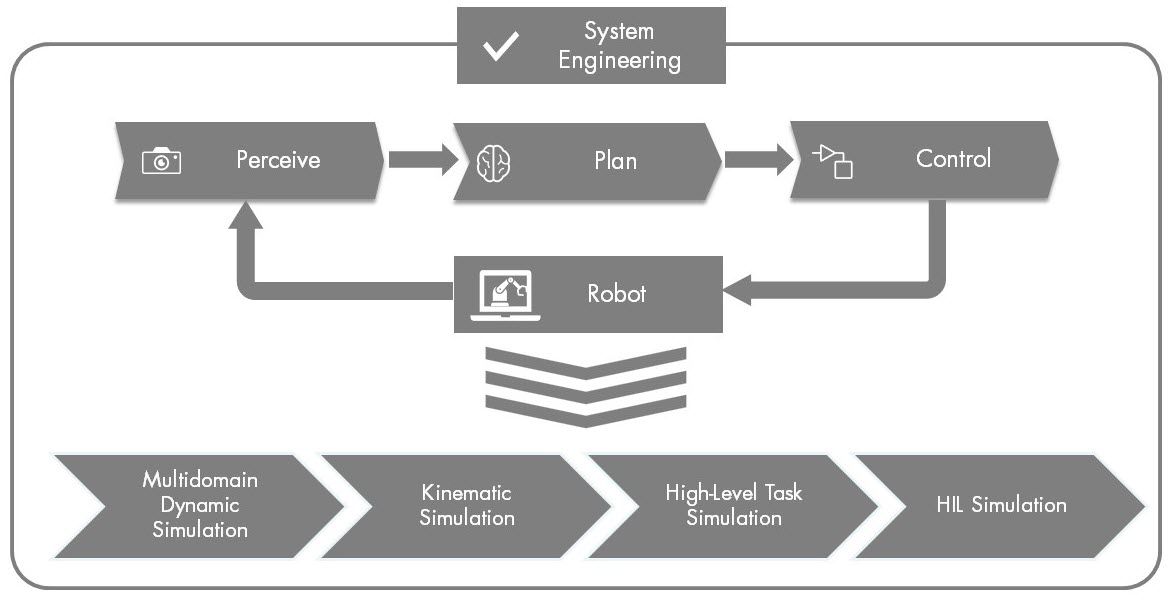 System
Engineering
Perceive
Plan
Control
Robot
Multidomain
Dynamic
Simulation
Kinematic
Simulation
High-Level Task
Simulation
HIL Simulation